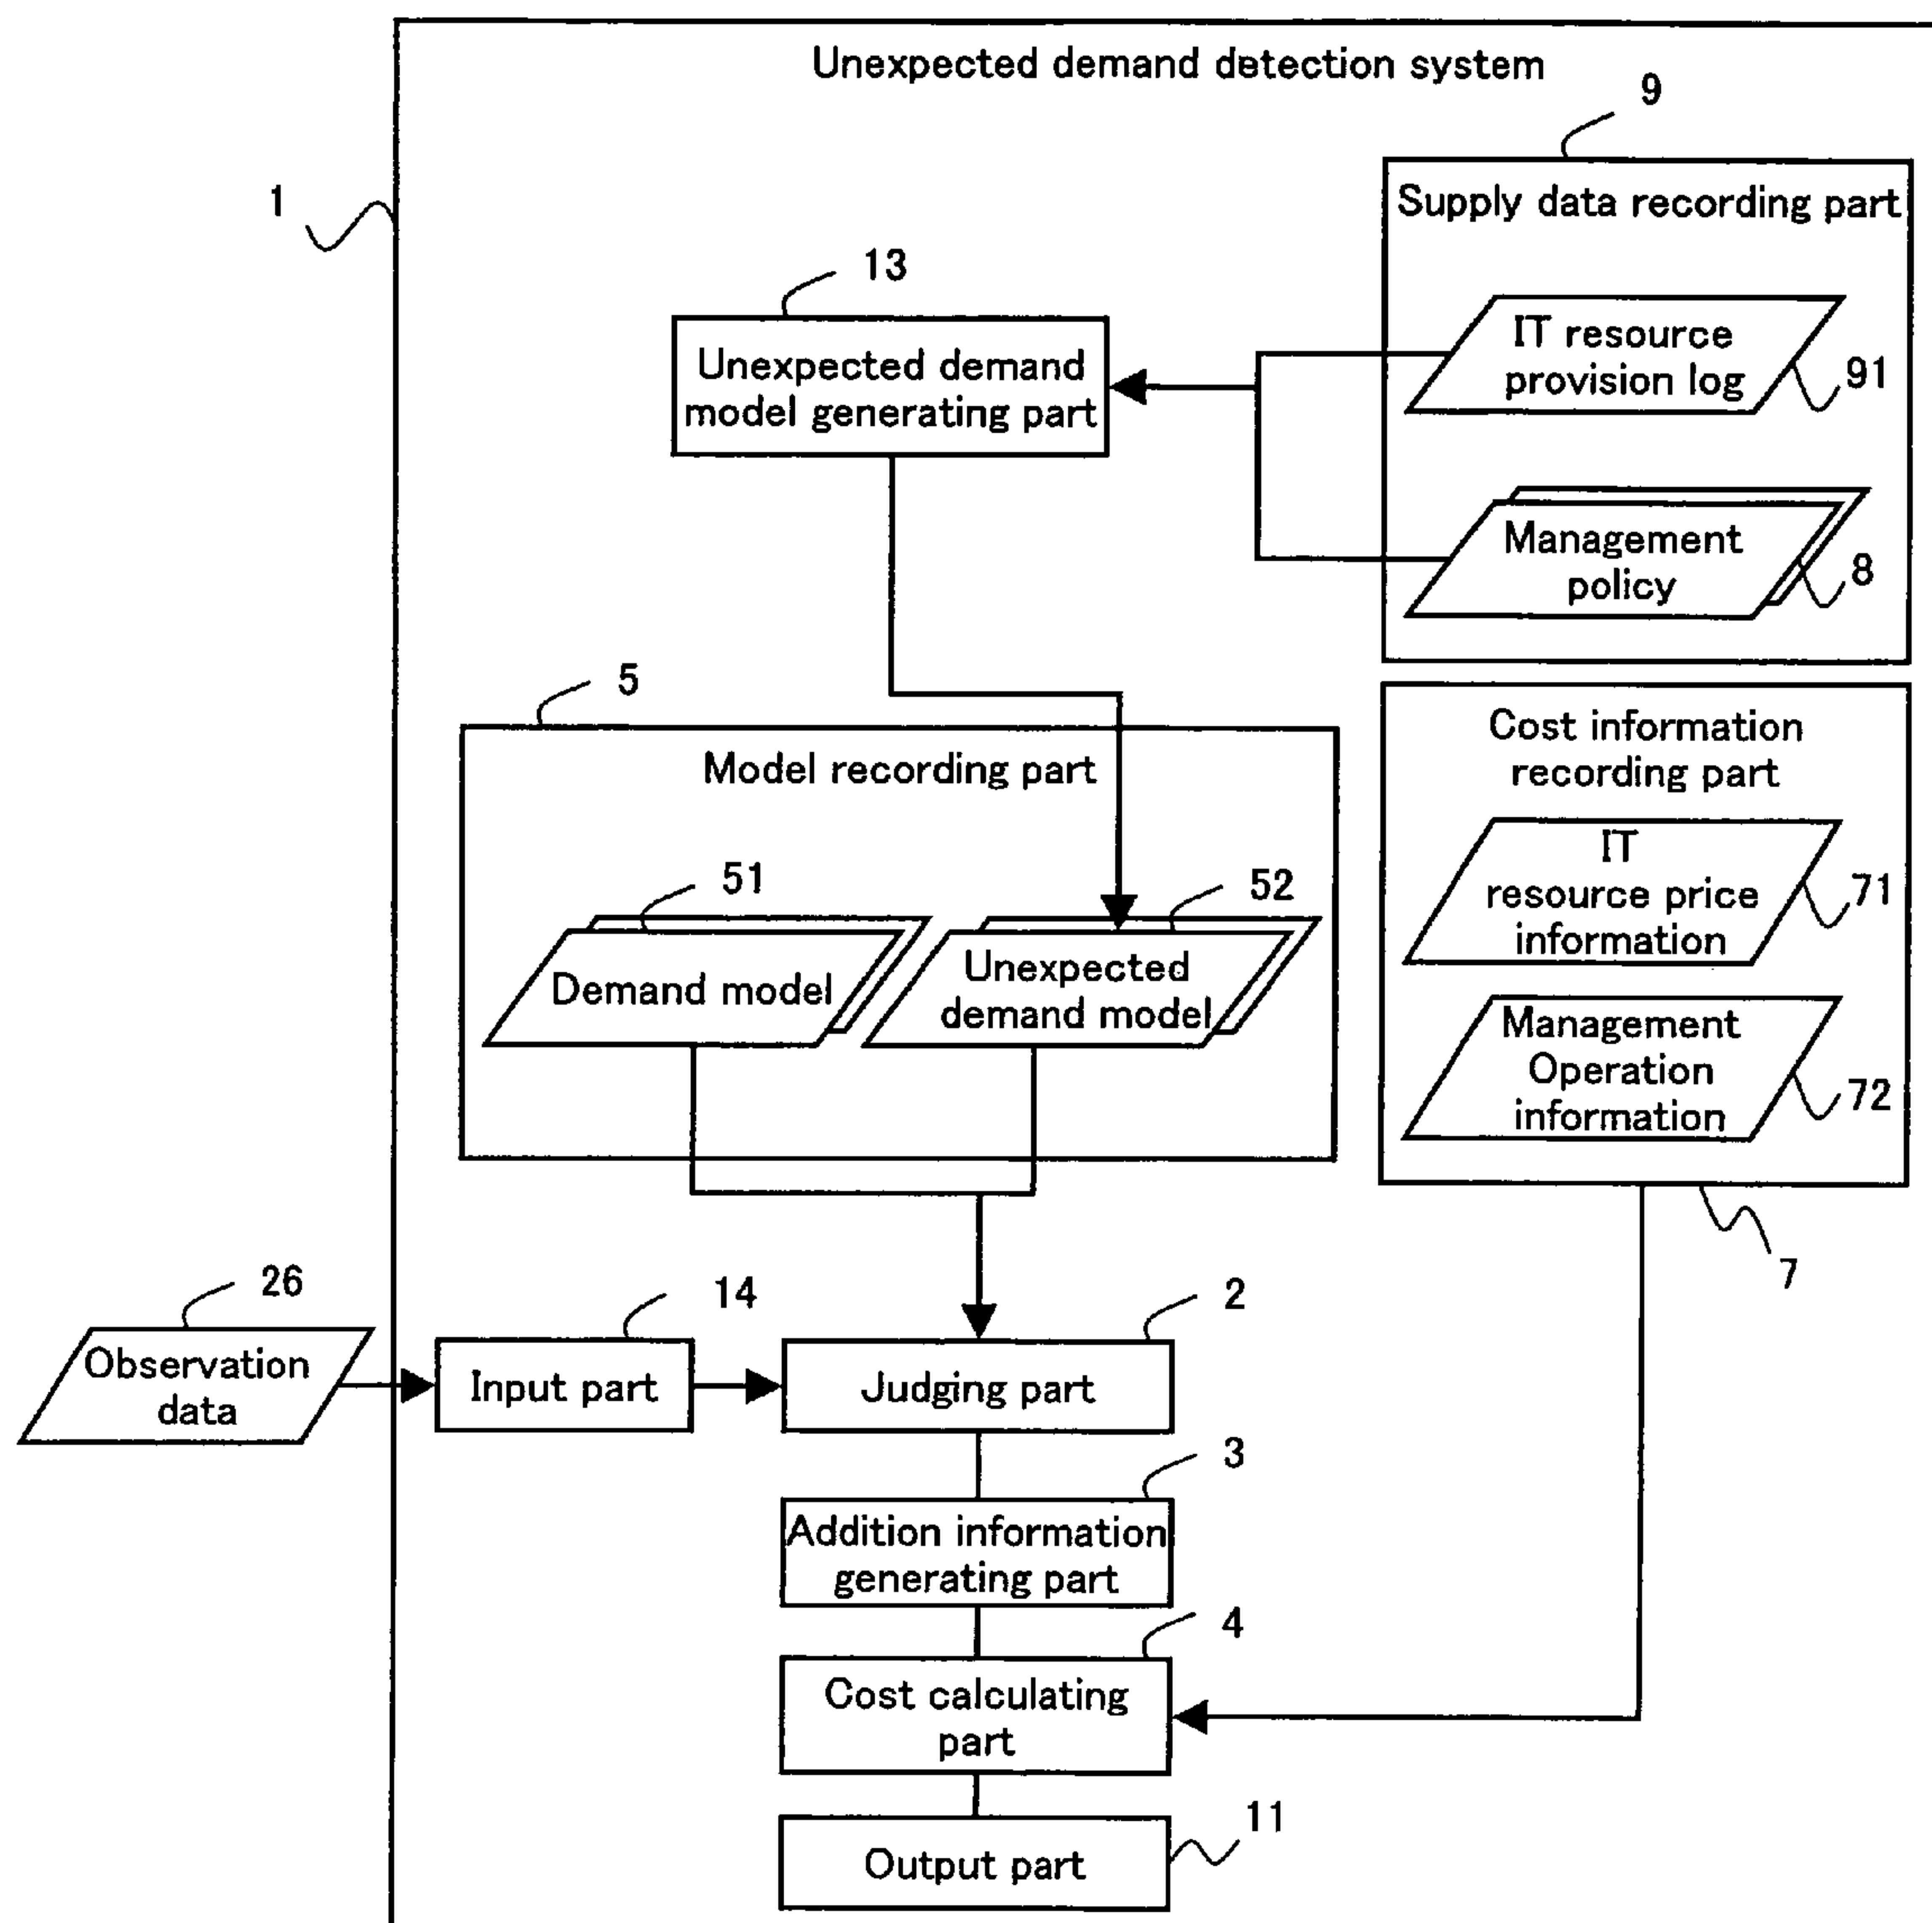 Unexpected demand detection system
9
1
Supply data recording part
13
IT resource
provision log
91
Unexpected demand
model generating part
Management
policy
8
5
Cost information
recording part
Model recording part
IT
resource price
information
71
51
52
Demand model
Unexpected
demand model
Management
Operation
information
72
7
26
14
2
Observation
data
Input part
Judging part
3
Addition information
generating part
4
Cost calculating
part
11
Output part